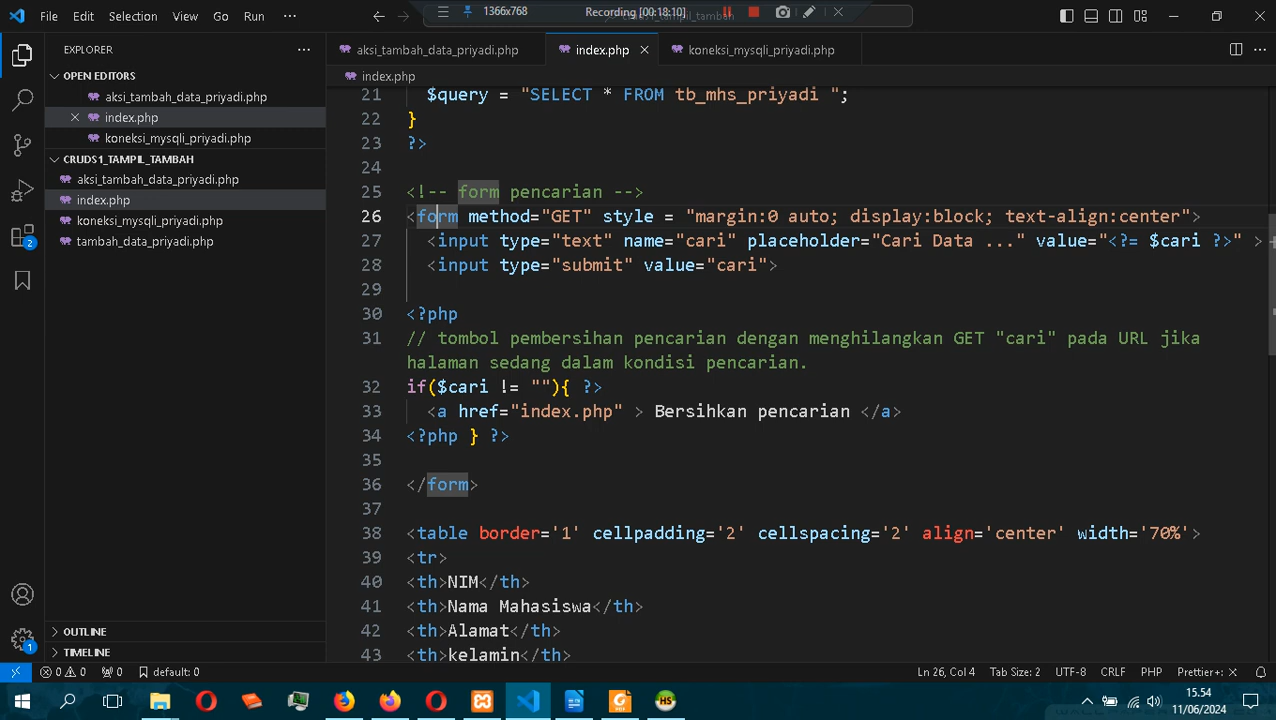 File Edit Selection View Go Run ···
1366x768 Recording [00:18:10]
EXPLORER
OPEN EDITORS
aksi_tambah_data_priyadi.php
index.php
koneksi_mysqli_priyadi.php
CRUDS1_TAMPIL_TAMBAH
aksi_tambah_data_priyadi.php
index.php
koneksi_mysqli_priyadi.php
tambah_data_priyadi.php
2
OUTLINE
TIMELINE
1
aksi_tambah_data_priyadi.php index.php koneksi_mysqli_priyadi.php
index.php
21 $query = "SELECT * FROM tb_mhs_priyadi ";
22 }
23 ?>
24
25 <!-- form pencarian -->
26 <form method="GET" style = "margin:0 auto; display:block; text-align:center">
27 <input type="text" name="cari" placeholder="Cari Data ..." value="<?= $cari ?>" >
28 <input type="submit" value="cari">
29
30 <?php
31 // tombol pembersihan pencarian dengan menghilangkan GET "cari" pada URL jika
halaman sedang dalam kondisi pencarian.
32 if($cari != ""){ ?>
33 <a href="index.php" > Bersihkan pencarian </a>
34 <?php } ?>
35
36 </form>
37
38 <table border='1' cellpadding='2' cellspacing='2' align='center' width='70%'>
39 <tr>
40 <th>NIM</th>
41 <th>Nama Mahasiswa</th>
42 <th>Alamat</th>
43 <th>kelamin</th>
0 0 0 default: 0 Ln 26, Col 4 Tab Size: 2 UTF-8 CRLF PHP Prettier+:
15.54
11/06/2024